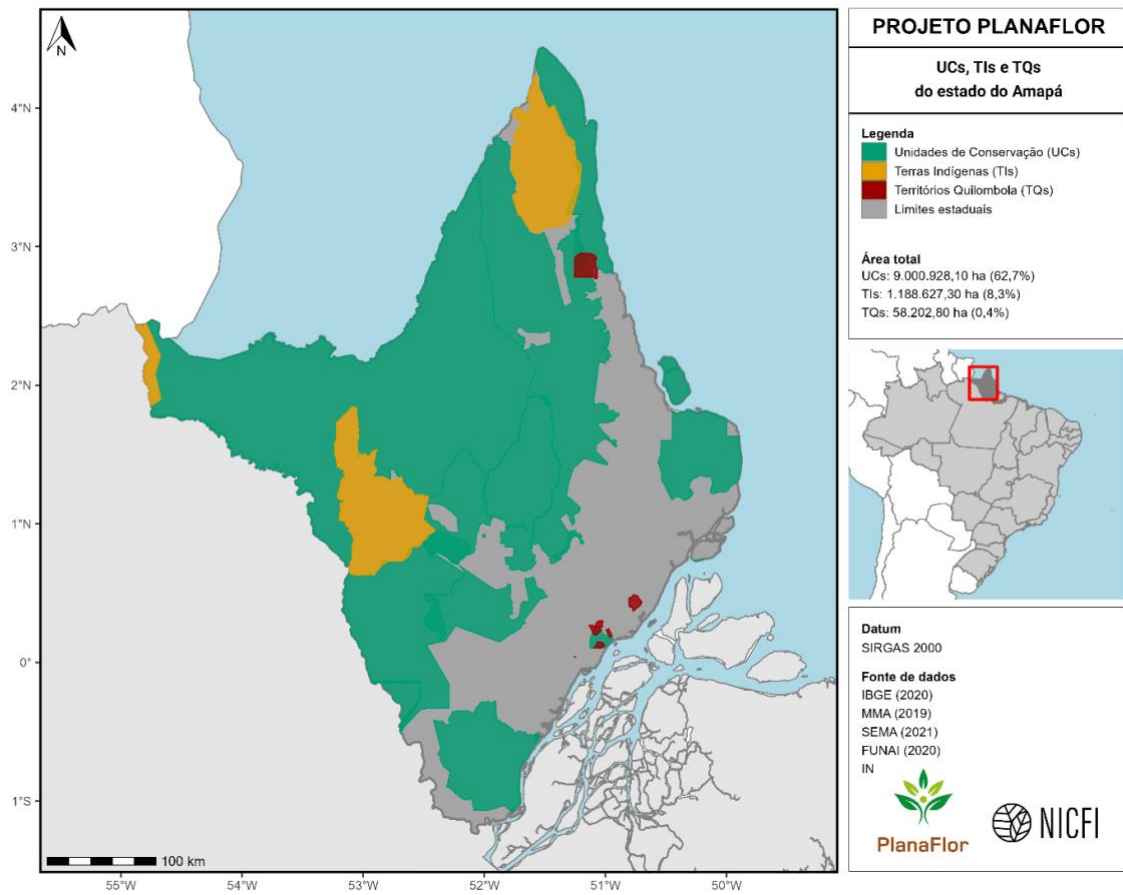 N
4°N
3°N
2°N
1°N
0°
1°S
100 km
55°W
54°W
53°W
52°W
51°W
50°W
PROJETO PLANAFLOR
UCs, TIs e TQs
do estado do Amapá
Legenda
Unidades de Conservação (UCs)
Terras Indígenas (TIs)
Territórios Quilombola (TQs)
Limites estaduais
Área total
UCs: 9.000.928,10 ha (62,7%)
TIs: 1.188.627,30 ha (8,3%)
TQs: 58.202,80 ha (0,4%)
Datum
SIRGAS 2000
Fonte de dados
IBGE (2020)
MMA (2019)
SEMA (2021)
FUNAI (2020)
IN
PlanaFlor
NICFI